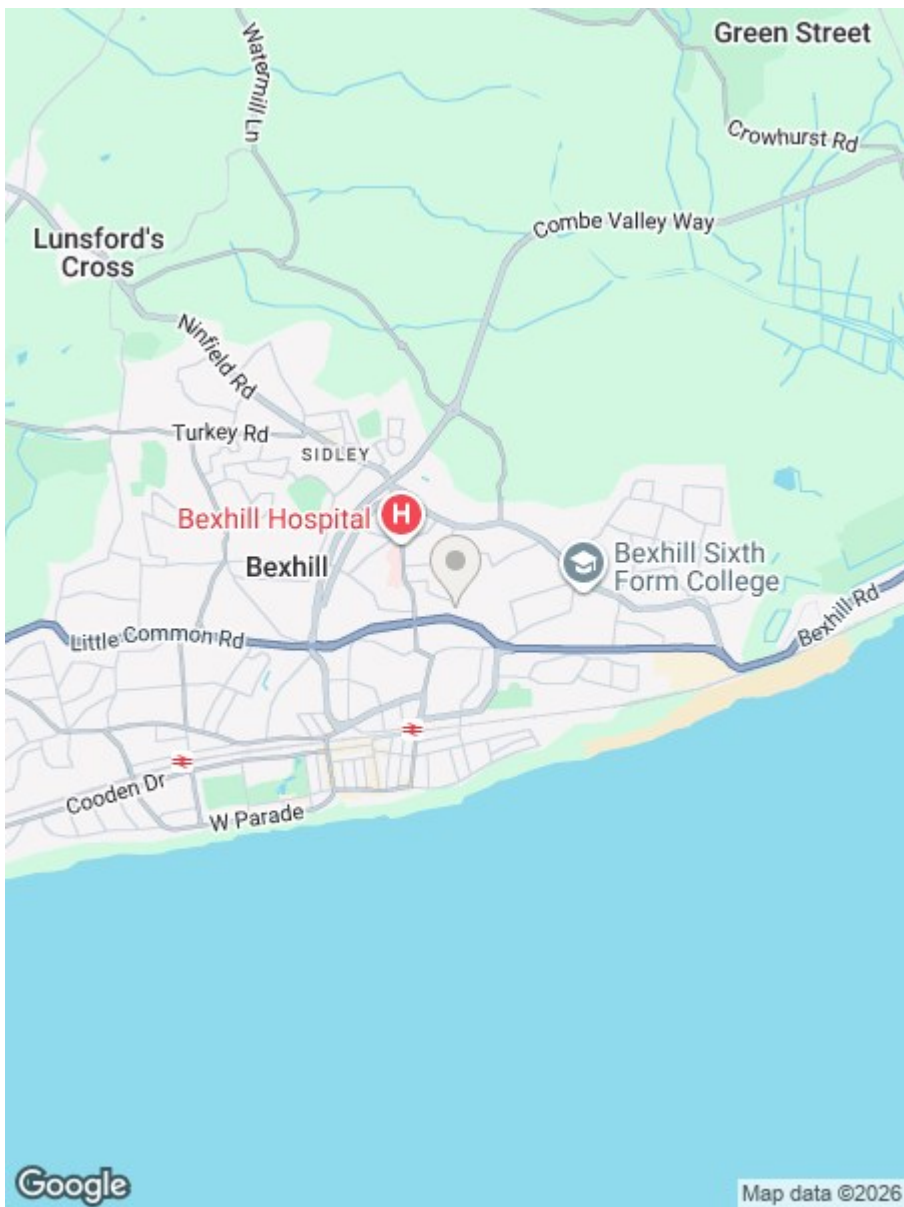 Green Street
Watermill Ln
Crowhurst Rd
Combe Valley Way
Lunsford's
Cross
Ninfield Rd
Turkey Rd
SIDLEY
Bexhill Hospital
H
Bexhill
Bexhill Sixth
Form College
Bexhill Rd
Little Common Rd
Cooden Dr
W Parade
Google
Map data ©2026